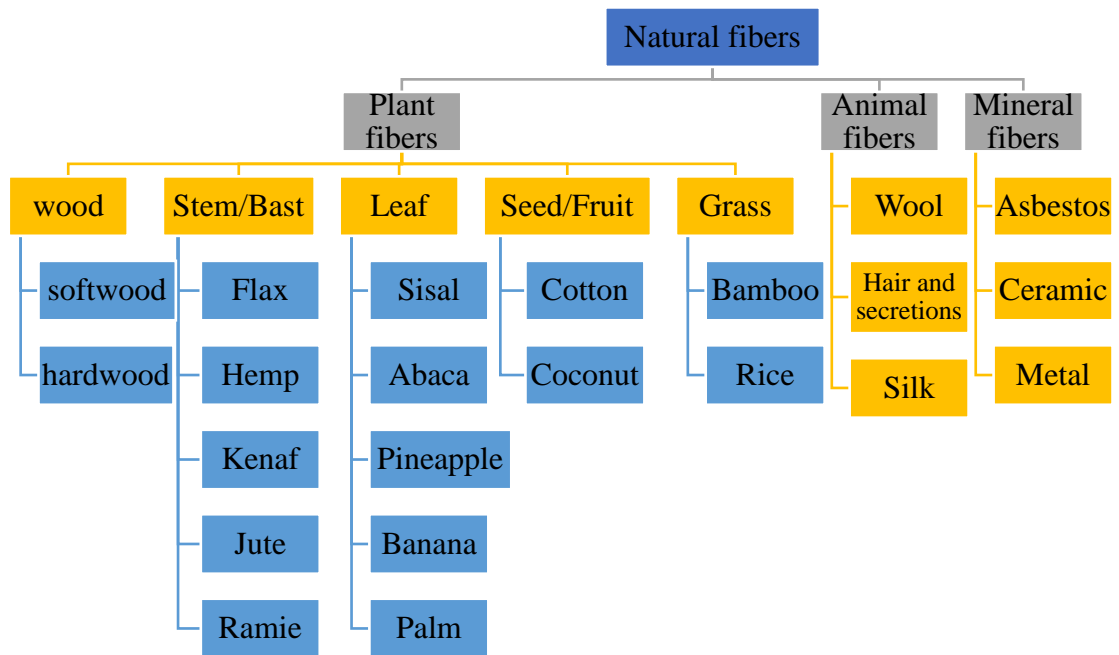 Natural fibers
Plant
fibers
Animal
fibers
Mineral
fibers
wood
Stem/Bast
Leaf
Seed/Fruit
Grass
Wool
Asbestos
softwood
Flax
Sisal
Cotton
Bamboo
Hair and
secretions
Ceramic
hardwood
Hemp
Abaca
Coconut
Rice
Silk
Metal
Kenaf
Pineapple
Jute
Banana
Ramie
Palm